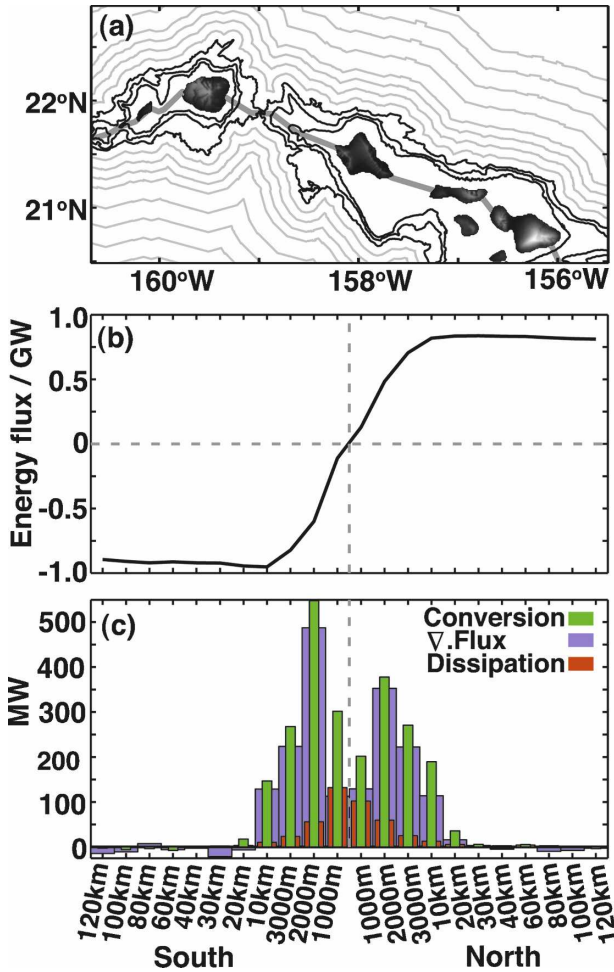 (a)
22°N
21°N
160°W
158°W
156°W
(b)
Energy flux / GW
1.0
0.5
0
-0.5
-1.0
(c)
Conversion
∇.Flux
Dissipation
MW
500
400
300
200
100
0
120km
100km
80km
60km
40km
30km
20km
10km
3000m
2000m
1000m
1000m
2000m
3000m
10km
20km
30km
40km
60km
80km
100km
120km
South
North